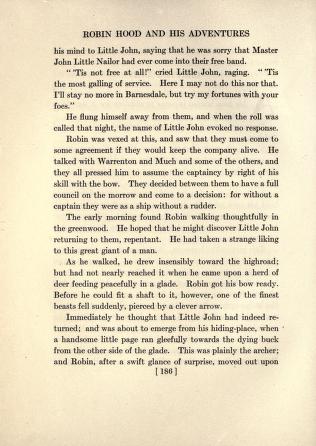 ROBIN HOOD AND HIS ADVENTURES
his mind to Little John, saying that he was sorry that Master
John Little Nailor had ever come into their free band.
" 'Tis not free at all!" cried Little John, raging. " 'Tis
the most galling of service. Here I may not do this nor that.
I'll stay no more in Barnesdale, but try my fortunes with your
foes."
He flung himself away from them, and when the roll was
called that night, the name of Little John evoked no response.
Robin was vexed at this, and saw that they must come to
some agreement if they would keep the company alive. He
talked with Warrenton and Much and some of the others, and
they all pressed him to assume the captaincy by right of his
skill with the bow. They decided between them to have a full
council on the morrow and come to a decision: for without a
captain they were as a ship without a rudder.
The early morning found Robin walking thoughtfully in
the greenwood. He hoped that he might discover Little John
returning to them, repentant. He had taken a strange liking
to this great giant of a man.
As he walked, he drew insensibly toward the highroad;
but had not nearly reached it when he came upon a herd of
deer feeding peacefully in a glade. Robin got his bow ready.
Before he could fit a shaft to it, however, one of the finest
beasts fell suddenly, pierced by a clever arrow.
Immediately he thought that Little John had indeed re-
turned; and was about to emerge from his hiding-place, when
a handsome little page ran gleefully towards the dying buck
from the other side of the glade. This was plainly the archer;
and Robin, after a swift glance of surprise, moved out upon
[ 186 ]